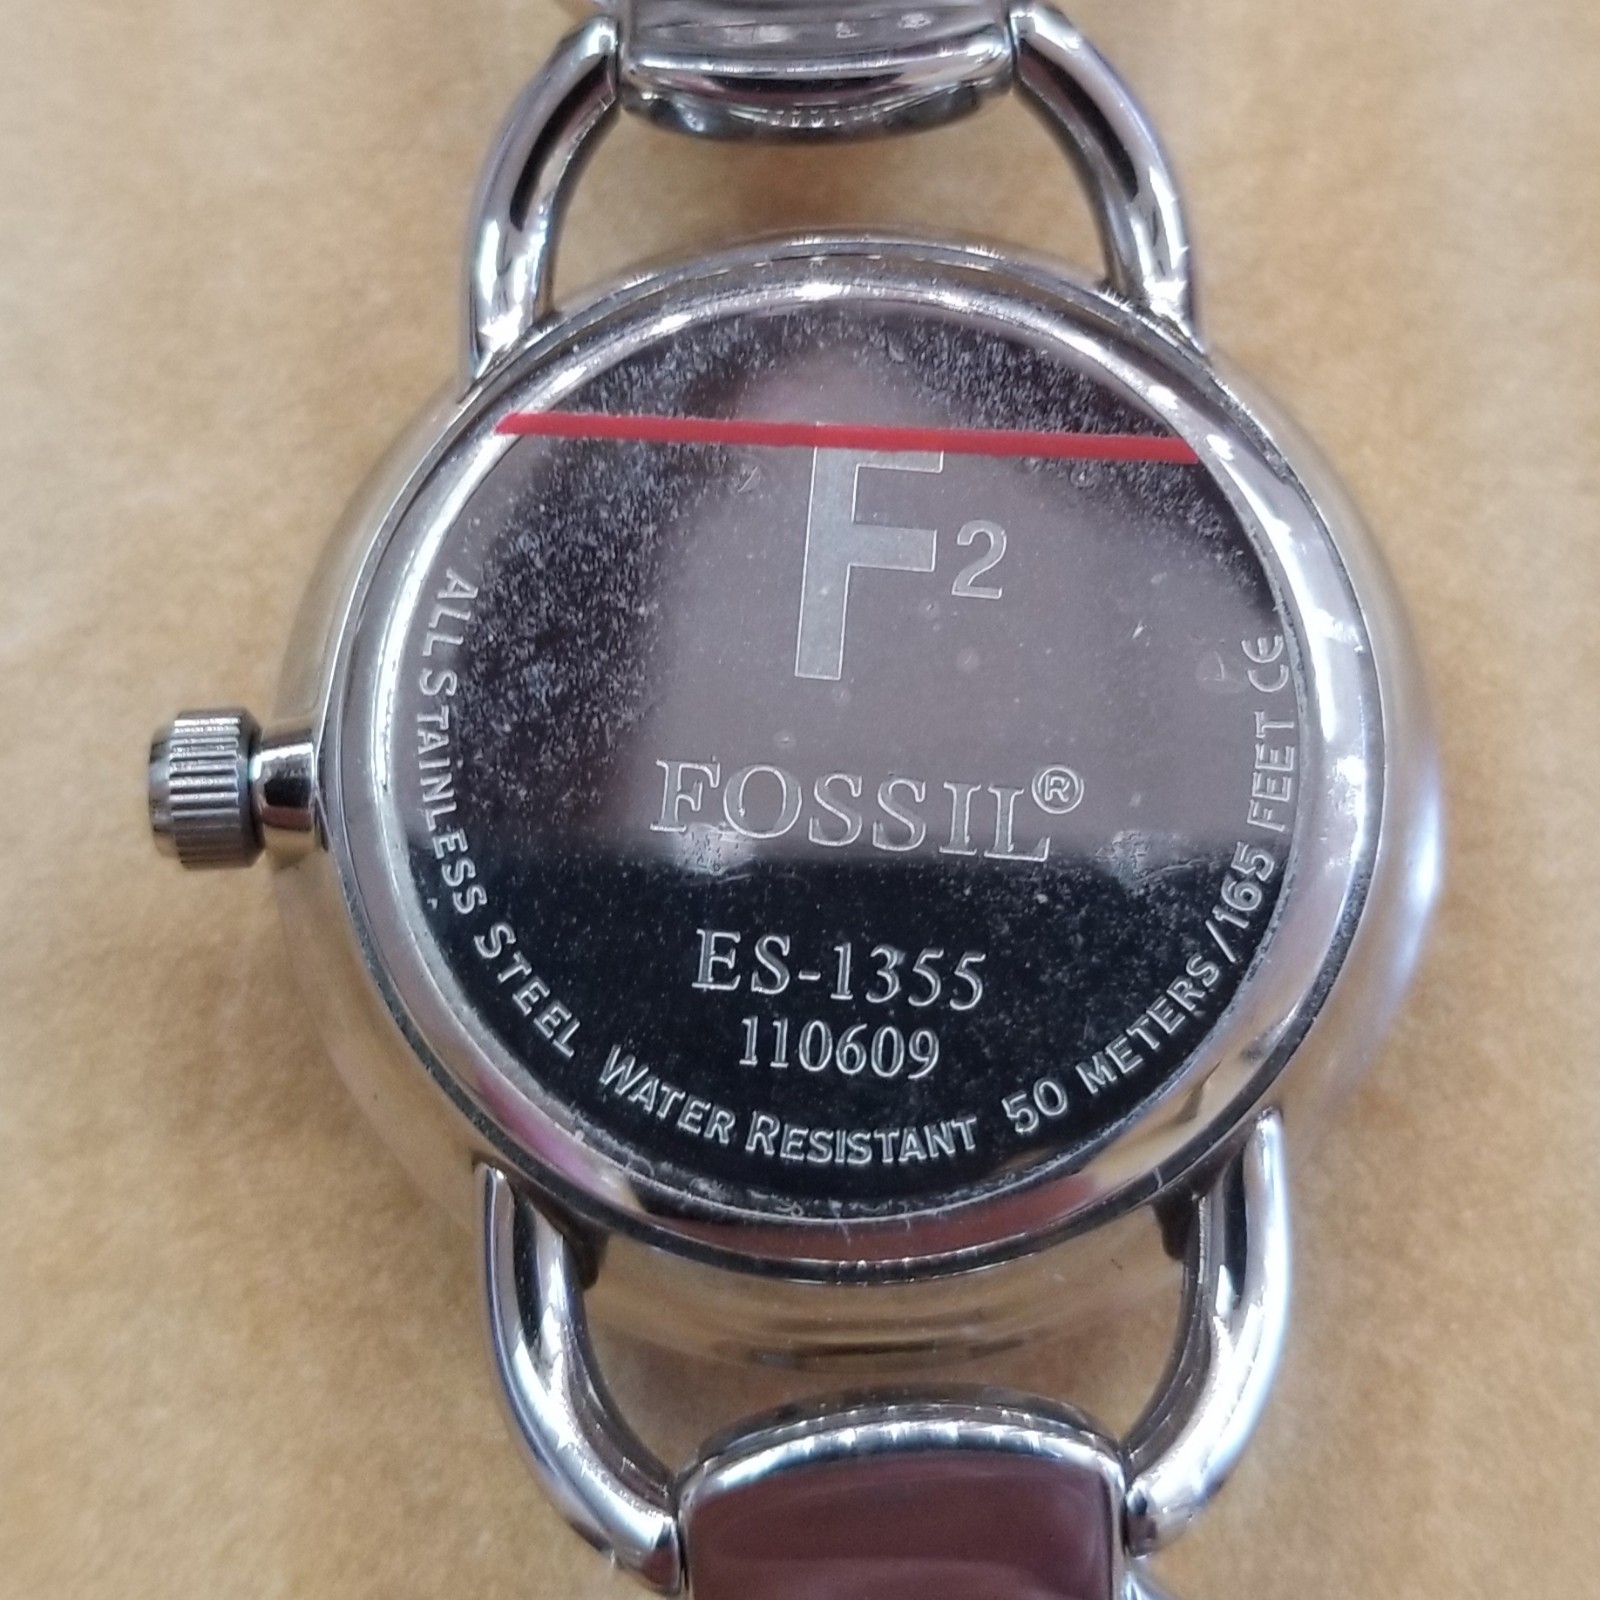 F2
FOSSIL®
ES-1355
110609
ALL STAINLESS STEEL WATER RESISTANT 50 METERS/165 FEET CE